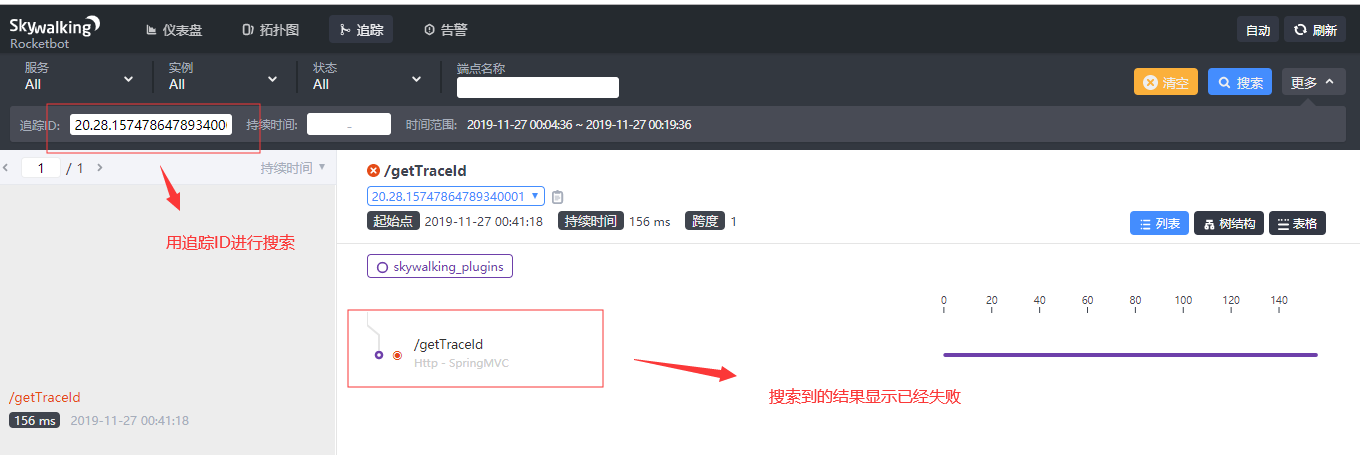 Skywalking
Rocketbot
仪表盘
拓扑图
追踪
告警
自动
刷新
服务
All
实例
All
状态
All
端点名称
清空
搜索
更多
追踪ID: 20.28.15747864789340001
持续时间: -
时间范围: 2019-11-27 00:04:36 ~ 2019-11-27 00:19:36
1 / 1
持续时间
/getTraceId
20.28.15747864789340001
起始点 2019-11-27 00:41:18 持续时间 156 ms 跨度 1
列表
树结构
表格
用追踪ID进行搜索
skywalking_plugins
0 20 40 60 80 100 120 140
/getTraceId
Http - SpringMVC
搜索到的结果显示已经失败
/getTraceId
156 ms 2019-11-27 00:41:18